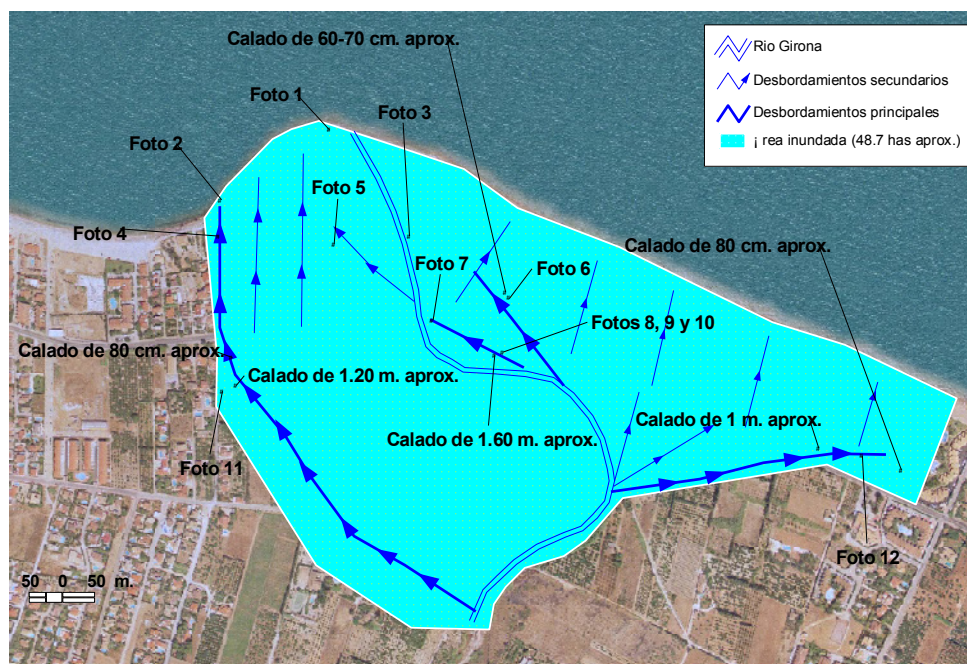 Calado de 60-70 cm. aprox.
Rio Girona
Desbordamientos secundarios
Desbordamientos principales
¡ rea inundada (48.7 has aprox.)
Foto 1
Foto 3
Foto 2
Foto 5
Foto 4
Calado de 80 cm. aprox.
Foto 7
Foto 6
Fotos 8, 9 y 10
Calado de 80 cm. aprox.
Calado de 1.20 m. aprox.
Calado de 1 m. aprox.
Calado de 1.60 m. aprox.
Foto 11
Foto 12
50 0 50 m.